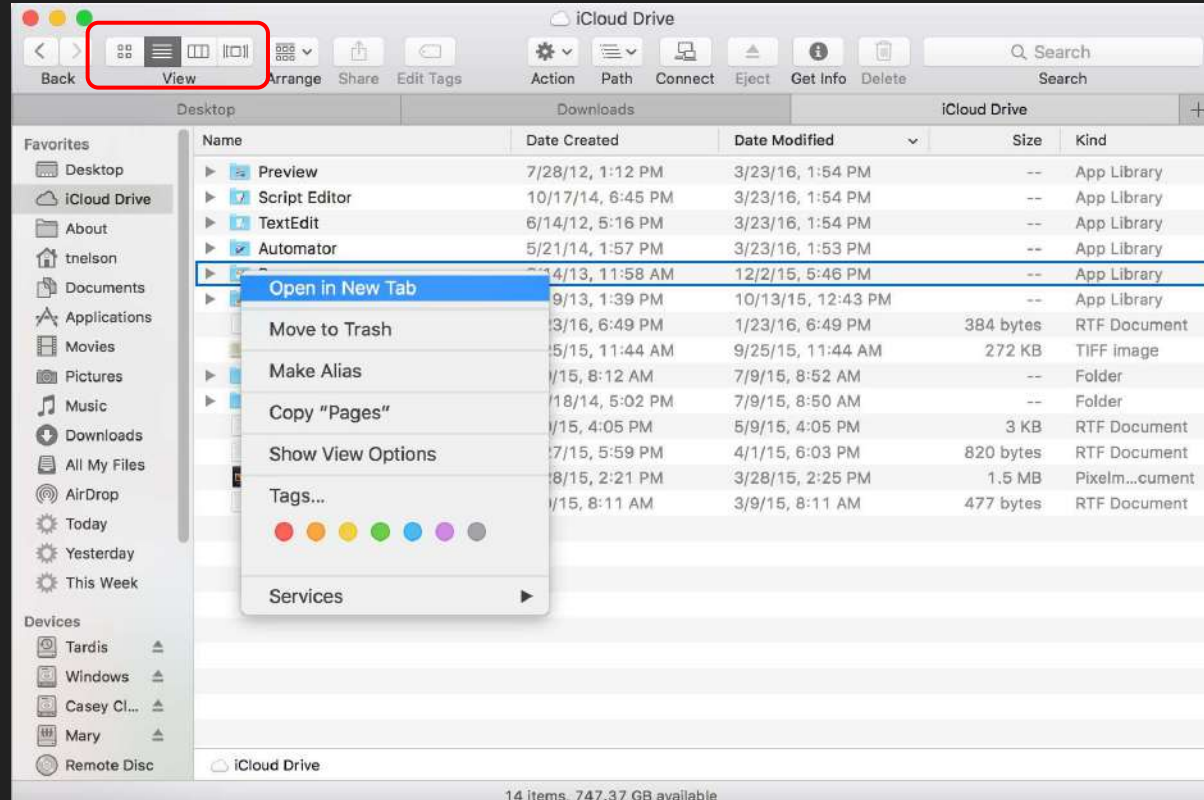 iCloud Drive
Search
Back View Arrange Share Edit Tags Action Path Connect Eject Get Info Delete Search
Desktop Downloads iCloud Drive
Favorites
Desktop
iCloud Drive
About
tnelson
Documents
Applications
Movies
Pictures
Music
Downloads
All My Files
AirDrop
Today
Yesterday
This Week
Devices
Tardis
Windows
Casey Cl...
Mary
Remote Disc
Name Date Created Date Modified Size Kind
Preview 7/28/12, 1:12 PM 3/23/16, 1:54 PM -- App Library
Script Editor 10/17/14, 6:45 PM 3/23/16, 1:54 PM -- App Library
TextEdit 6/14/12, 5:16 PM 3/23/16, 1:54 PM -- App Library
Automator 5/21/14, 1:57 PM 3/23/16, 1:53 PM -- App Library
11:58 AM 12/2/15, 5:46 PM -- App Library
1:39 PM 10/13/15, 12:43 PM -- App Library
6:49 PM 1/23/16, 6:49 PM 384 bytes RTF Document
11:44 AM 9/25/15, 11:44 AM 272 KB TIFF image
8:12 AM 7/9/15, 8:52 AM -- Folder
5:02 PM 7/9/15, 8:50 AM -- Folder
4:05 PM 5/9/15, 4:05 PM 3 KB RTF Document
5:59 PM 4/1/15, 6:03 PM 820 bytes RTF Document
2:21 PM 3/28/15, 2:25 PM 1.5 MB Pixelm...cument
8:11 AM 3/9/15, 8:11 AM 477 bytes RTF Document
Open in New Tab
Move to Trash
Make Alias
Copy “Pages”
Show View Options
Tags...
Services
iCloud Drive
14 items, 747.37 GB available